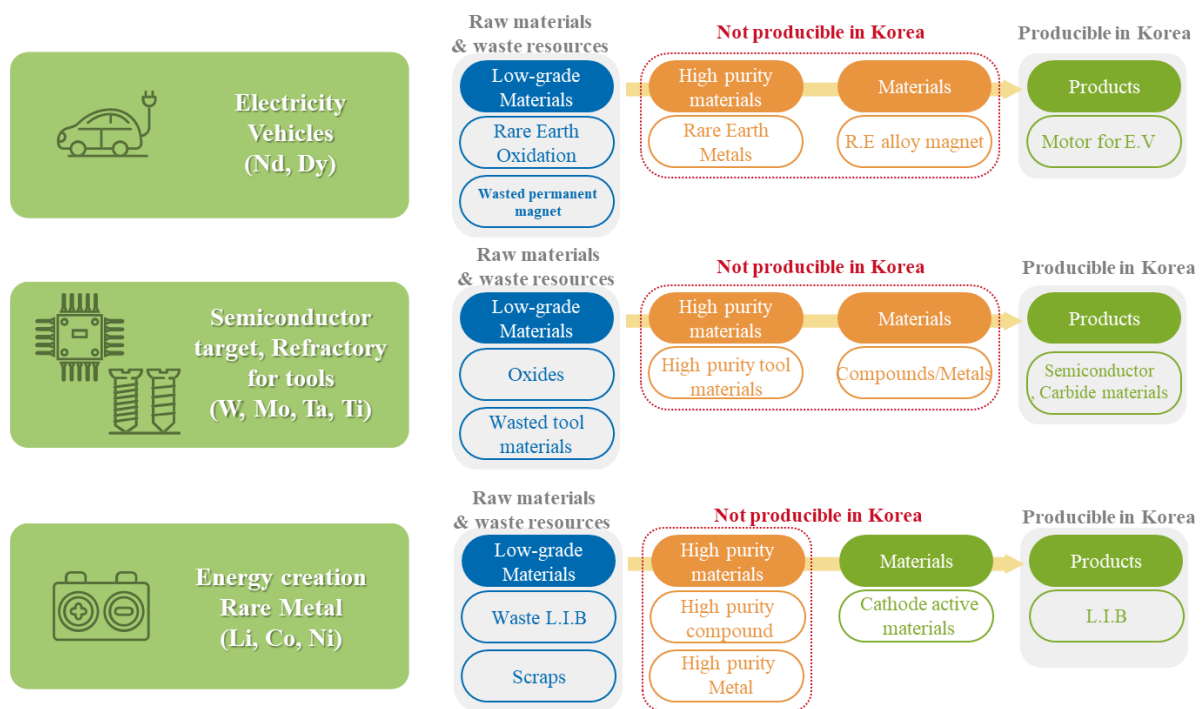 Raw materials
& waste resources
Not producible in Korea
Producible in Korea
Electricity
Vehicles
(Nd, Dy)
Low-grade
Materials
High purity
materials
Materials
Products
Rare Earth
Oxidation
Rare Earth
Metals
R.E alloy magnet
Motor for E.V
Wasted permanent
magnet
Raw materials
& waste resources
Not producible in Korea
Producible in Korea
Semiconductor
target, Refractory
for tools
(W, Mo, Ta, Ti)
Low-grade
Materials
High purity
materials
Materials
Products
Oxides
High purity tool
materials
Compounds/Metals
Semiconductor
, Carbide materials
Wasted tool
materials
Raw materials
& waste resources
Not producible in Korea
Producible in Korea
Energy creation
Rare Metal
(Li, Co, Ni)
Low-grade
Materials
High purity
materials
Materials
Products
Waste L.I.B
High purity
compound
Cathode active
materials
L.I.B
Scraps
High purity
Metal